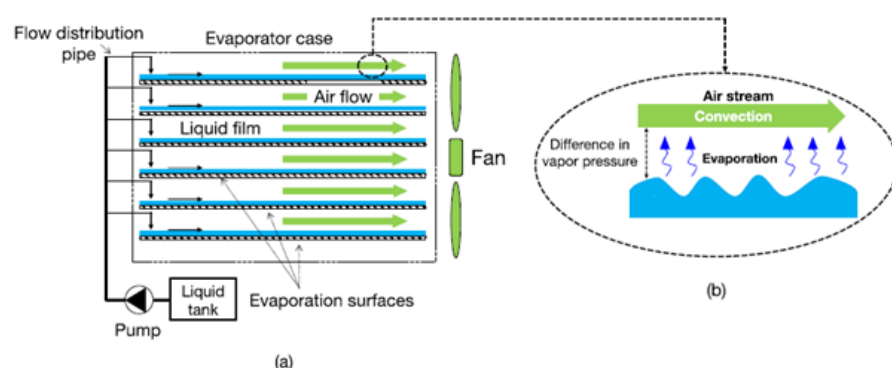 Flow distribution
pipe
Evaporator case
Air flow
Liquid film
Fan
Evaporation surfaces
Liquid
tank
Pump
(a)
Air stream
Convection
Difference in
vapor pressure
Evaporation
(b)